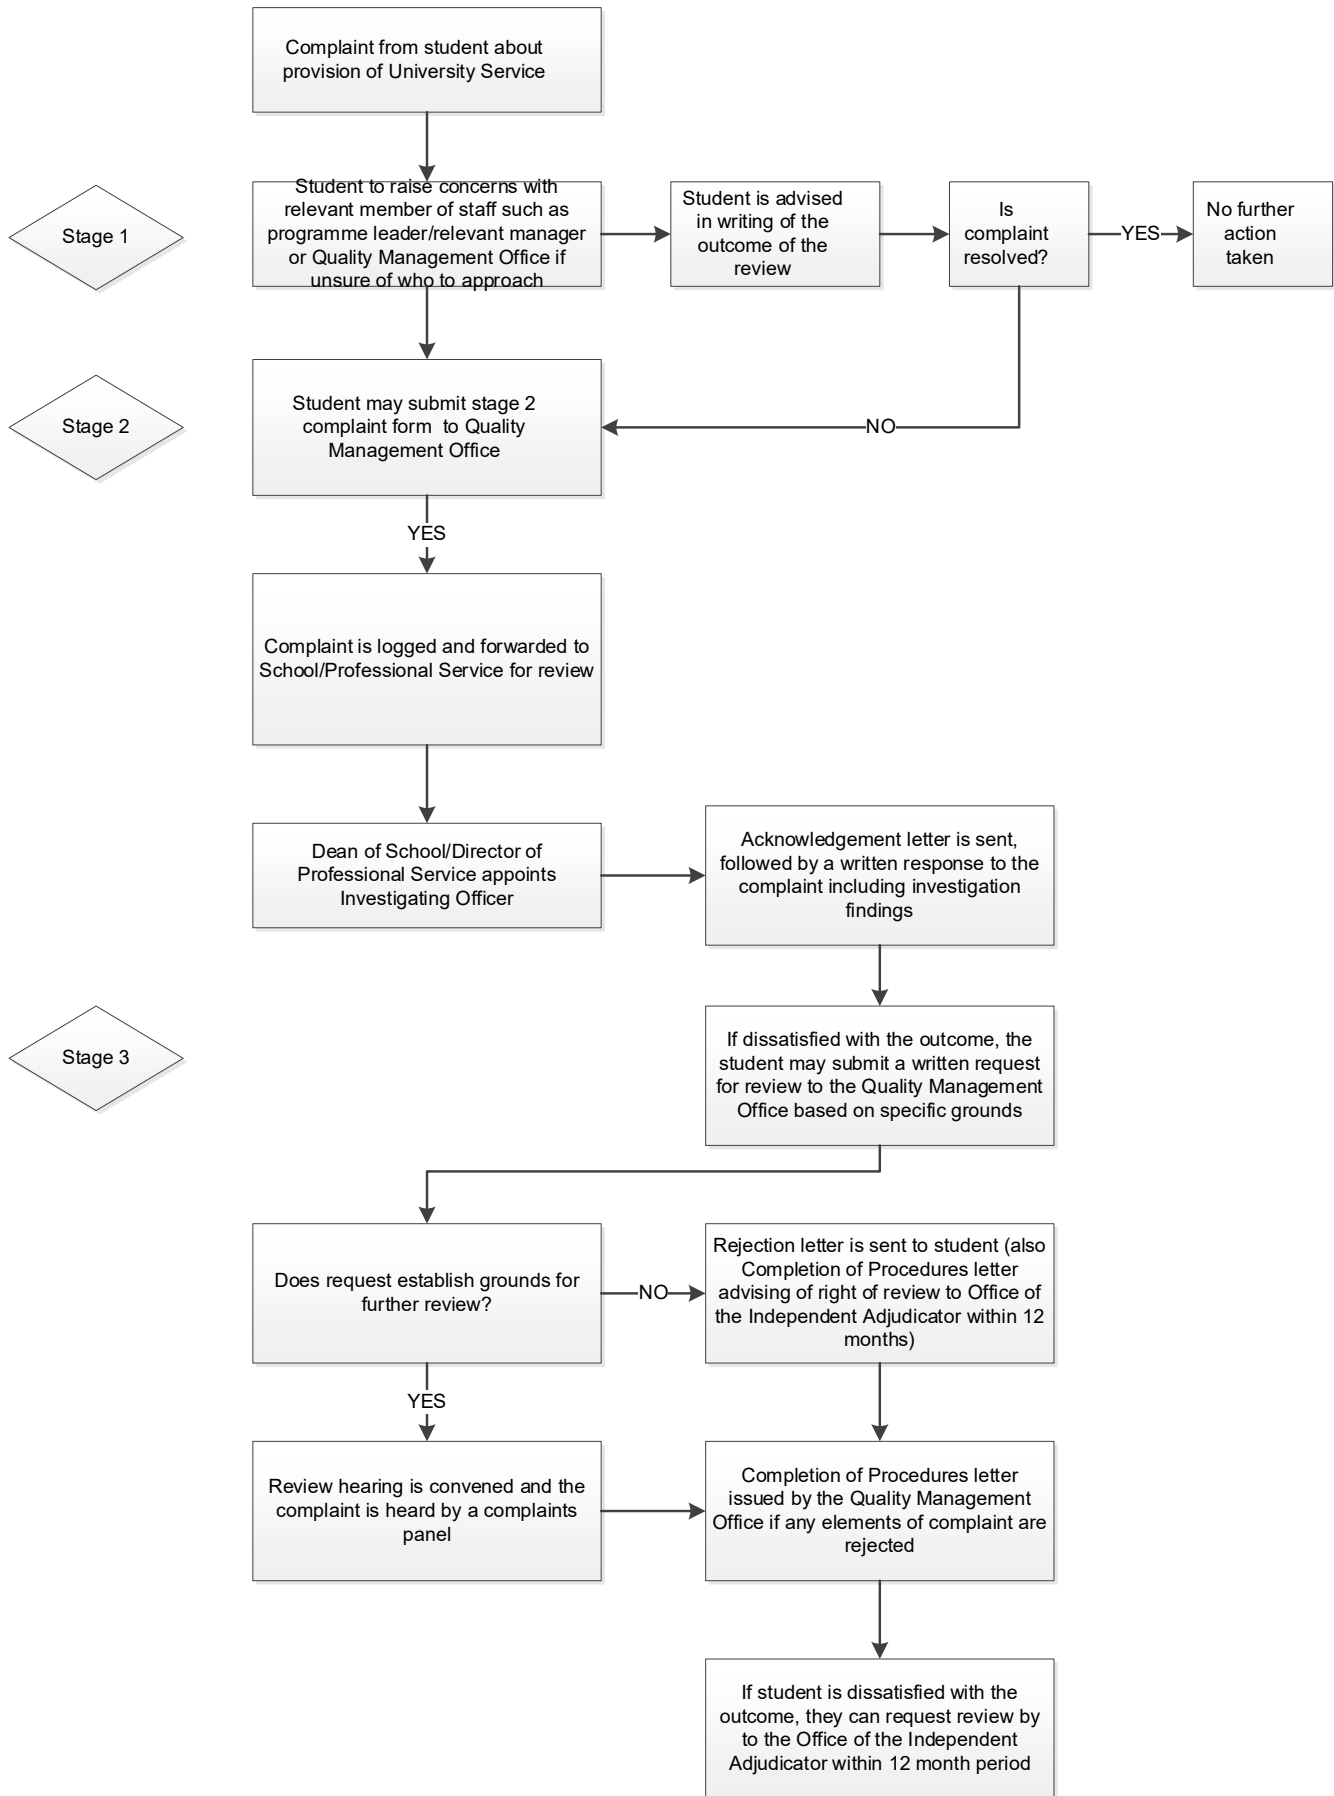 Complaint from student about
provision of University Service
Stage 1
Student to raise concerns with
relevant member of staff such as
programme leader/relevant manager
or Quality Management Office if
unsure of who to approach
Student is advised
in writing of the
outcome of the
review
Is
complaint
resolved?
YES
No further
action
taken
Stage 2
Student may submit stage 2
complaint form to Quality
Management Office
NO
YES
Complaint is logged and forwarded to
School/Professional Service for review
Dean of School/Director of
Professional Service appoints
Investigating Officer
Acknowledgement letter is sent,
followed by a written response to the
complaint including investigation
findings
Stage 3
If dissatisfied with the outcome, the
student may submit a written request
for review to the Quality Management
Office based on specific grounds
Does request establish grounds for
further review?
NO
Rejection letter is sent to student (also
Completion of Procedures letter
advising of right of review to Office of
the Independent Adjudicator within 12
months)
YES
Review hearing is convened and the
complaint is heard by a complaints
panel
Completion of Procedures letter
issued by the Quality Management
Office if any elements of complaint are
rejected
If student is dissatisfied with the
outcome, they can request review by
to the Office of the Independent
Adjudicator within 12 month period